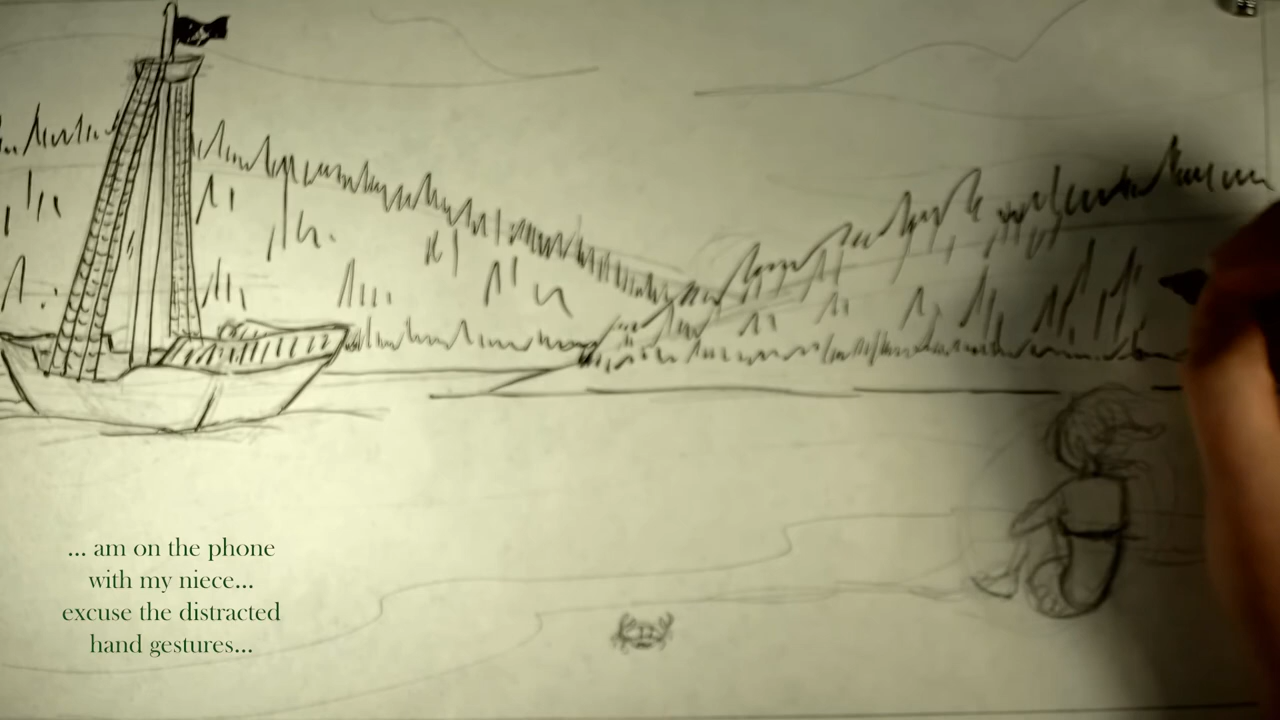 ... am on the phone
with my niece...
excuse the distracted
hand gestures...